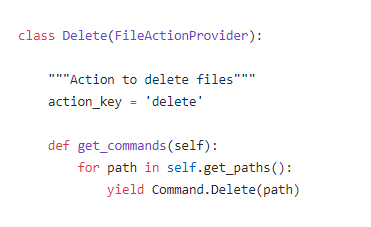 class Delete(FileActionProvider):
    """Action to delete files"""
    action_key = 'delete'
    def get_commands(self):
        for path in self.get_paths():
            yield Command.Delete(path)